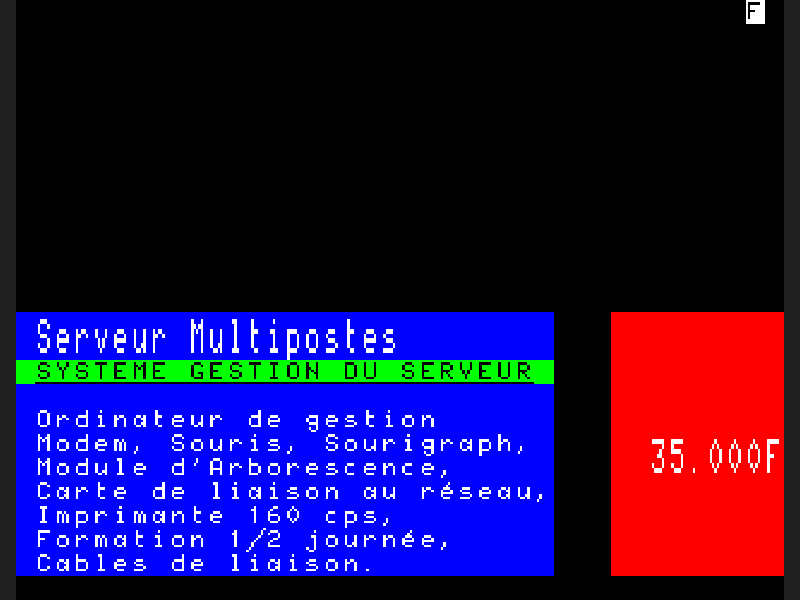 F
Serveur Multipostes
SYSTEME GESTION DU SERVEUR
Ordinateur de gestion
Modem, Souris, Sourigraph,
Module d'Arborescence,
35.000F
Carte de liaison au réseau,
Imprimante 160 cps,
Formation 1/2 journée,
Cables de liaison.